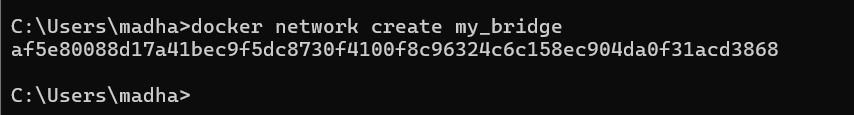 C:\Users\madha>docker network create my_bridge
af5e80088d17a41bec9f5dc8730f4100f8c96324c6c158ec904da0f31acd3868
C:\Users\madha>